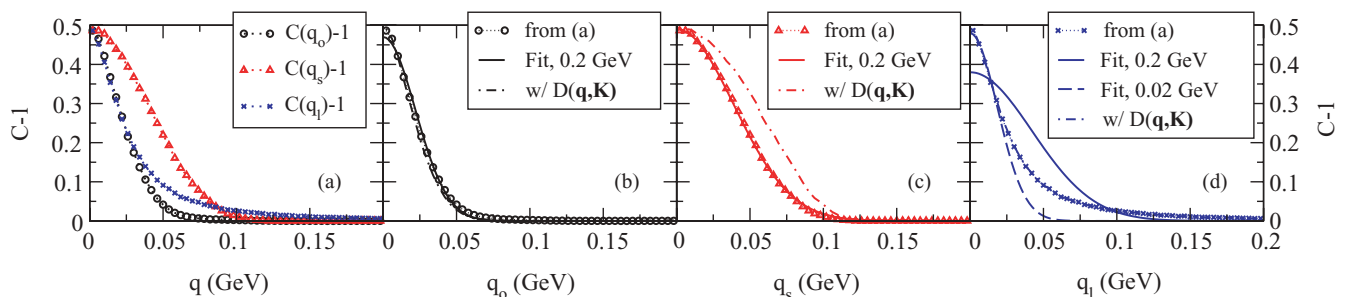 0.5
0.4
0.3
0.2
0.1
0
C-1
C(q_o)-1
C(q_s)-1
C(q_l)-1
(a)
0 0.05 0.1 0.15
q (GeV)
from (a)
Fit, 0.2 GeV
w/ D(q,K)
(b)
0 0.05 0.1 0.15
q_o (GeV)
from (a)
Fit, 0.2 GeV
w/ D(q,K)
(c)
0 0.05 0.1 0.15
q_s (GeV)
from (a)
Fit, 0.2 GeV
Fit, 0.02 GeV
w/ D(q,K)
(d)
0 0.05 0.1 0.15 0.2
q_l (GeV)
0.5
0.4
0.3
0.2
0.1
0
C-1